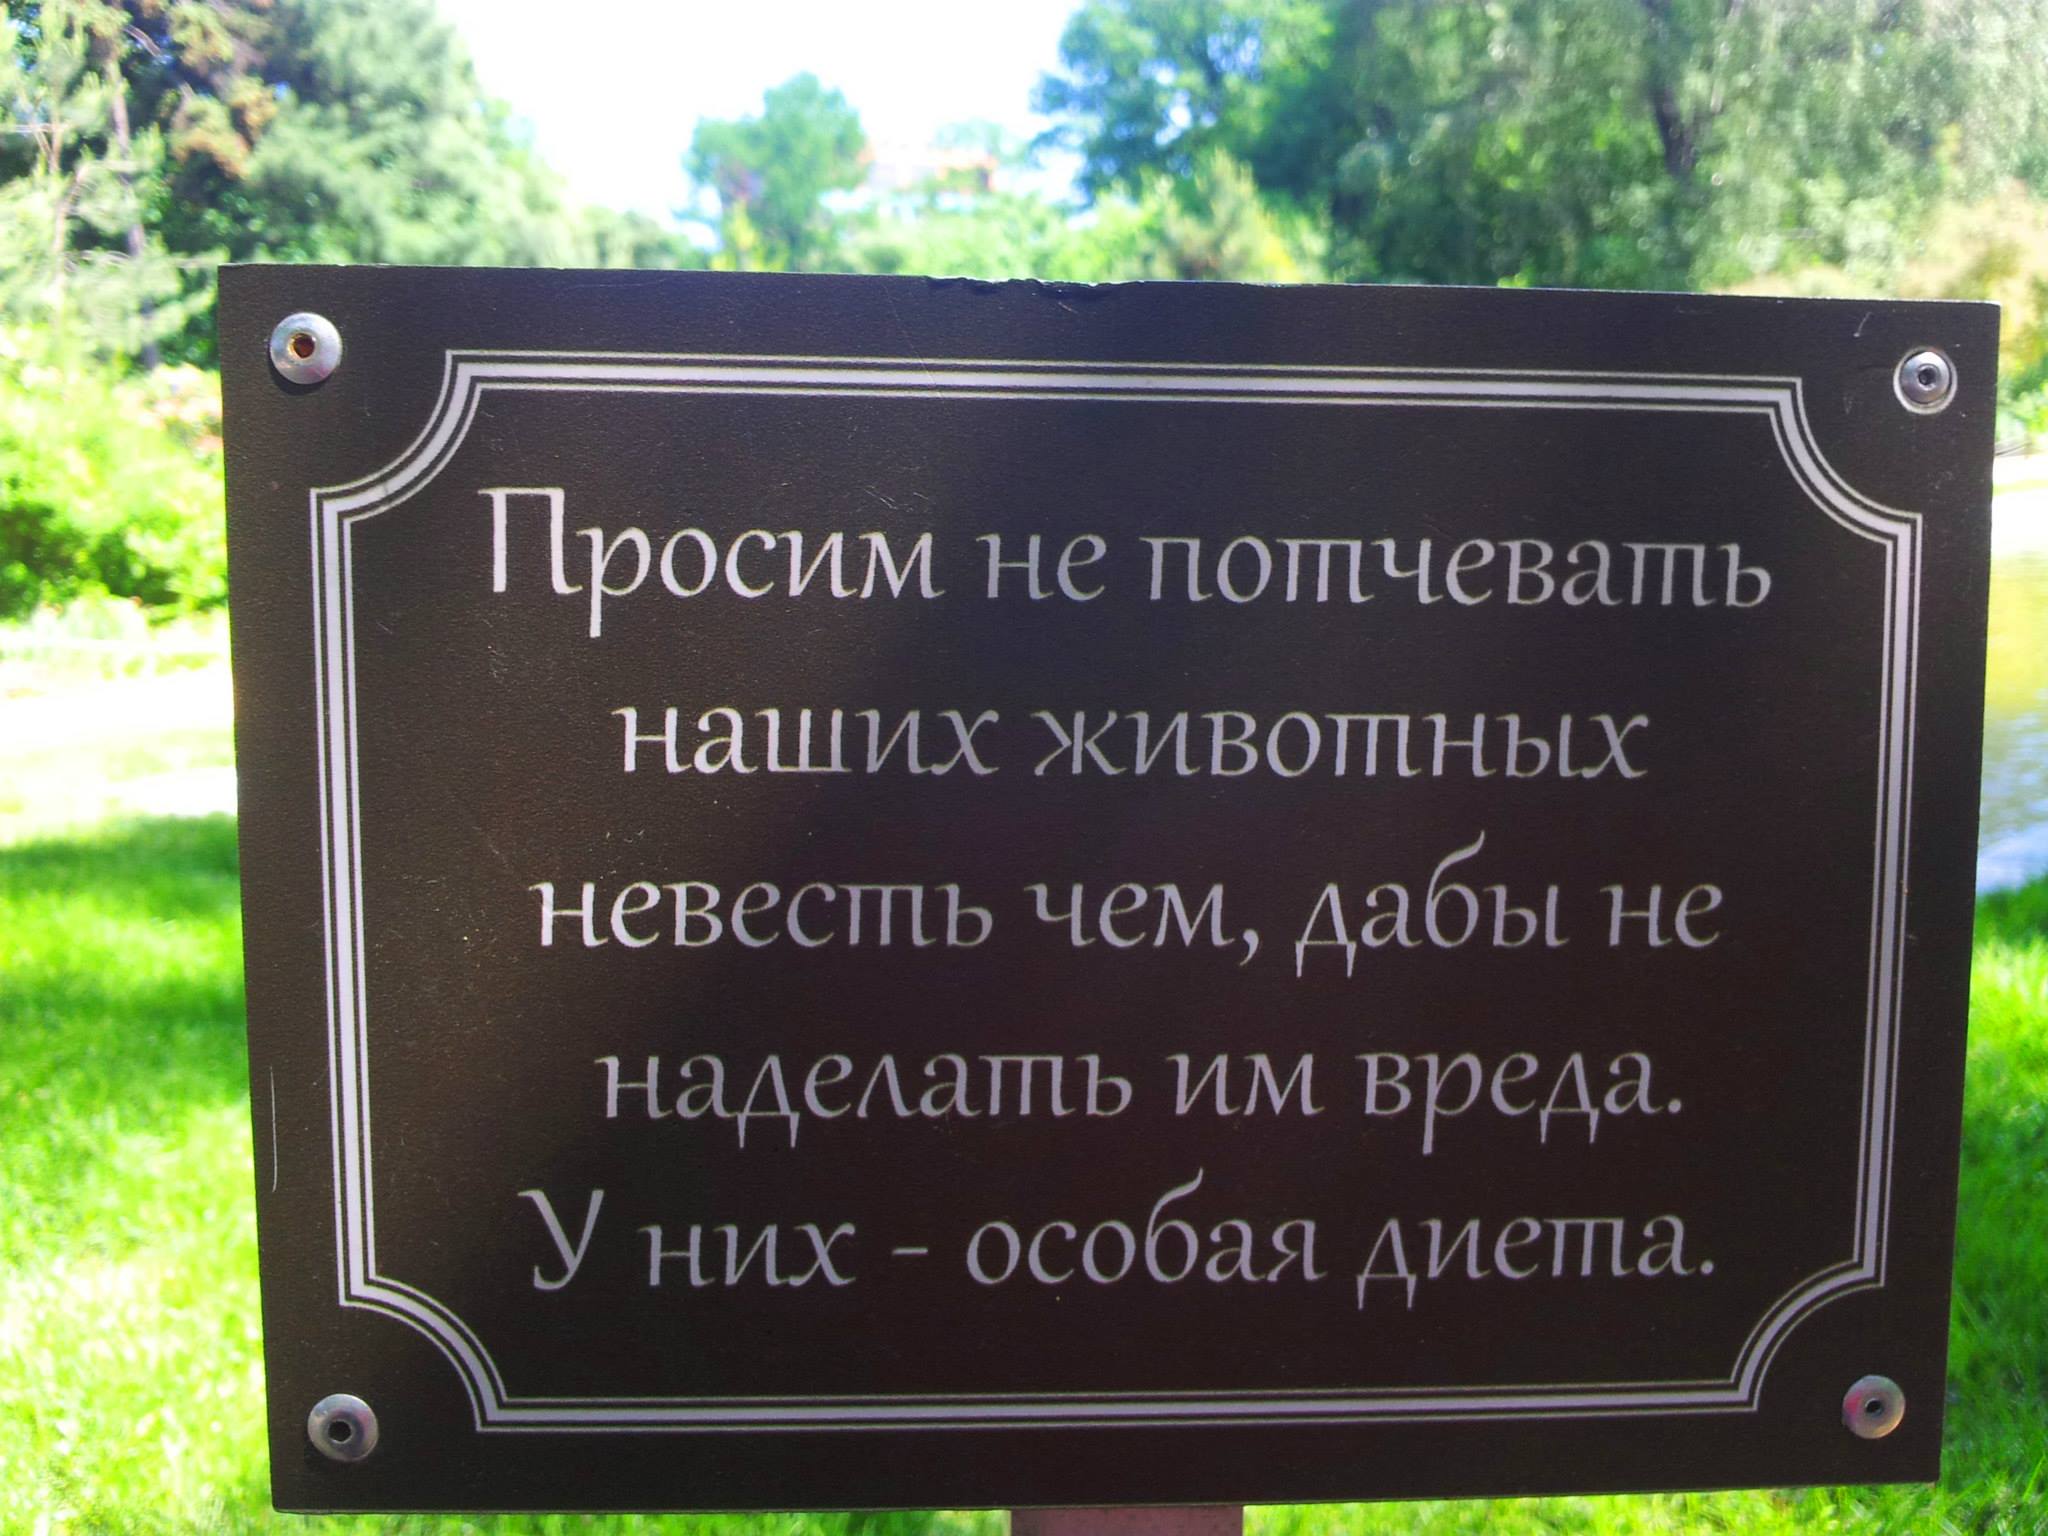 Просим не потчевать
наших животных
невесть чем, дабы не
наделать им вреда.
У них - особая диета.